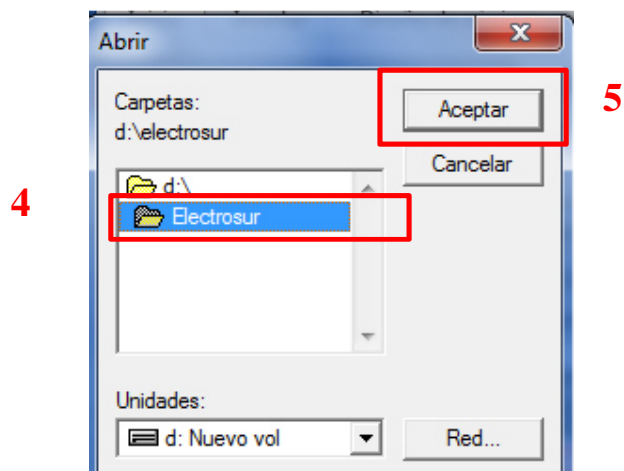 Abrir
Carpetas:
d:\electrosur
Aceptar
5
Cancelar
d:\
4
Electrosur
Unidades:
d: Nuevo vol
Red...